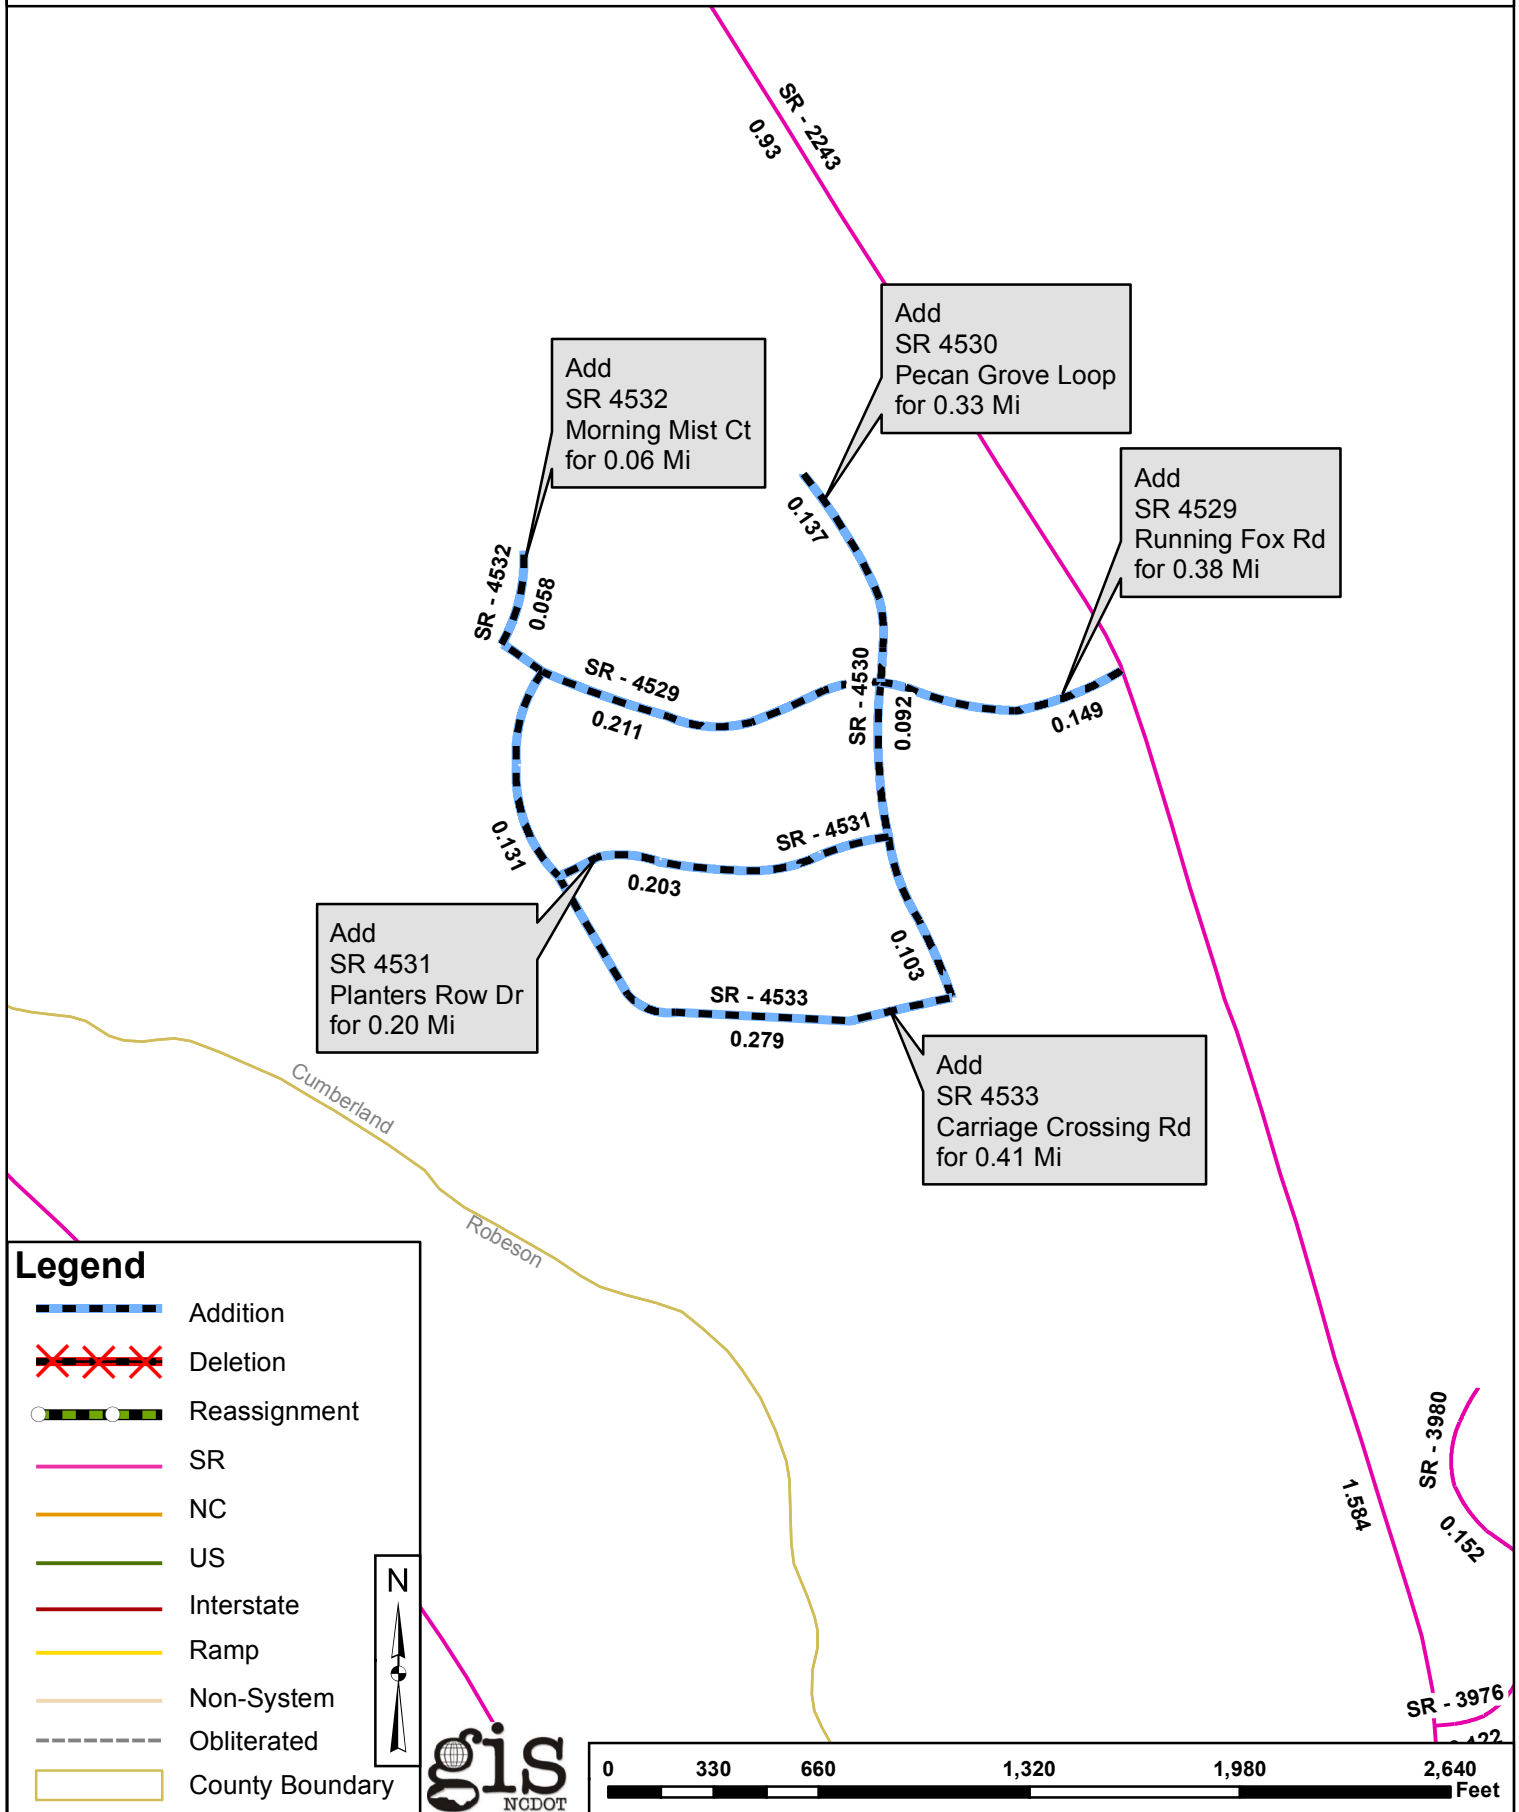 SR - 2243
0.93
Add
SR 4530
Pecan Grove Loop
for 0.33 Mi
Add
SR 4532
Morning Mist Ct
for 0.06 Mi
Add
SR 4529
Running Fox Rd
for 0.38 Mi
0.137
SR - 4532
0.058
SR - 4529
0.211
SR - 4530
0.092
0.149
0.131
SR - 4531
0.203
0.103
Add
SR 4531
Planters Row Dr
for 0.20 Mi
SR - 4533
0.279
Add
SR 4533
Carriage Crossing Rd
for 0.41 Mi
Cumberland
Robeson
SR - 3980
0.152
1.584
SR - 3976
Legend
Addition
Deletion
Reassignment
SR
NC
US
Interstate
Ramp
Non-System
Obliterated
County Boundary
N
gis
NCDOT
0 330 660 1,320 1,980 2,640
Feet